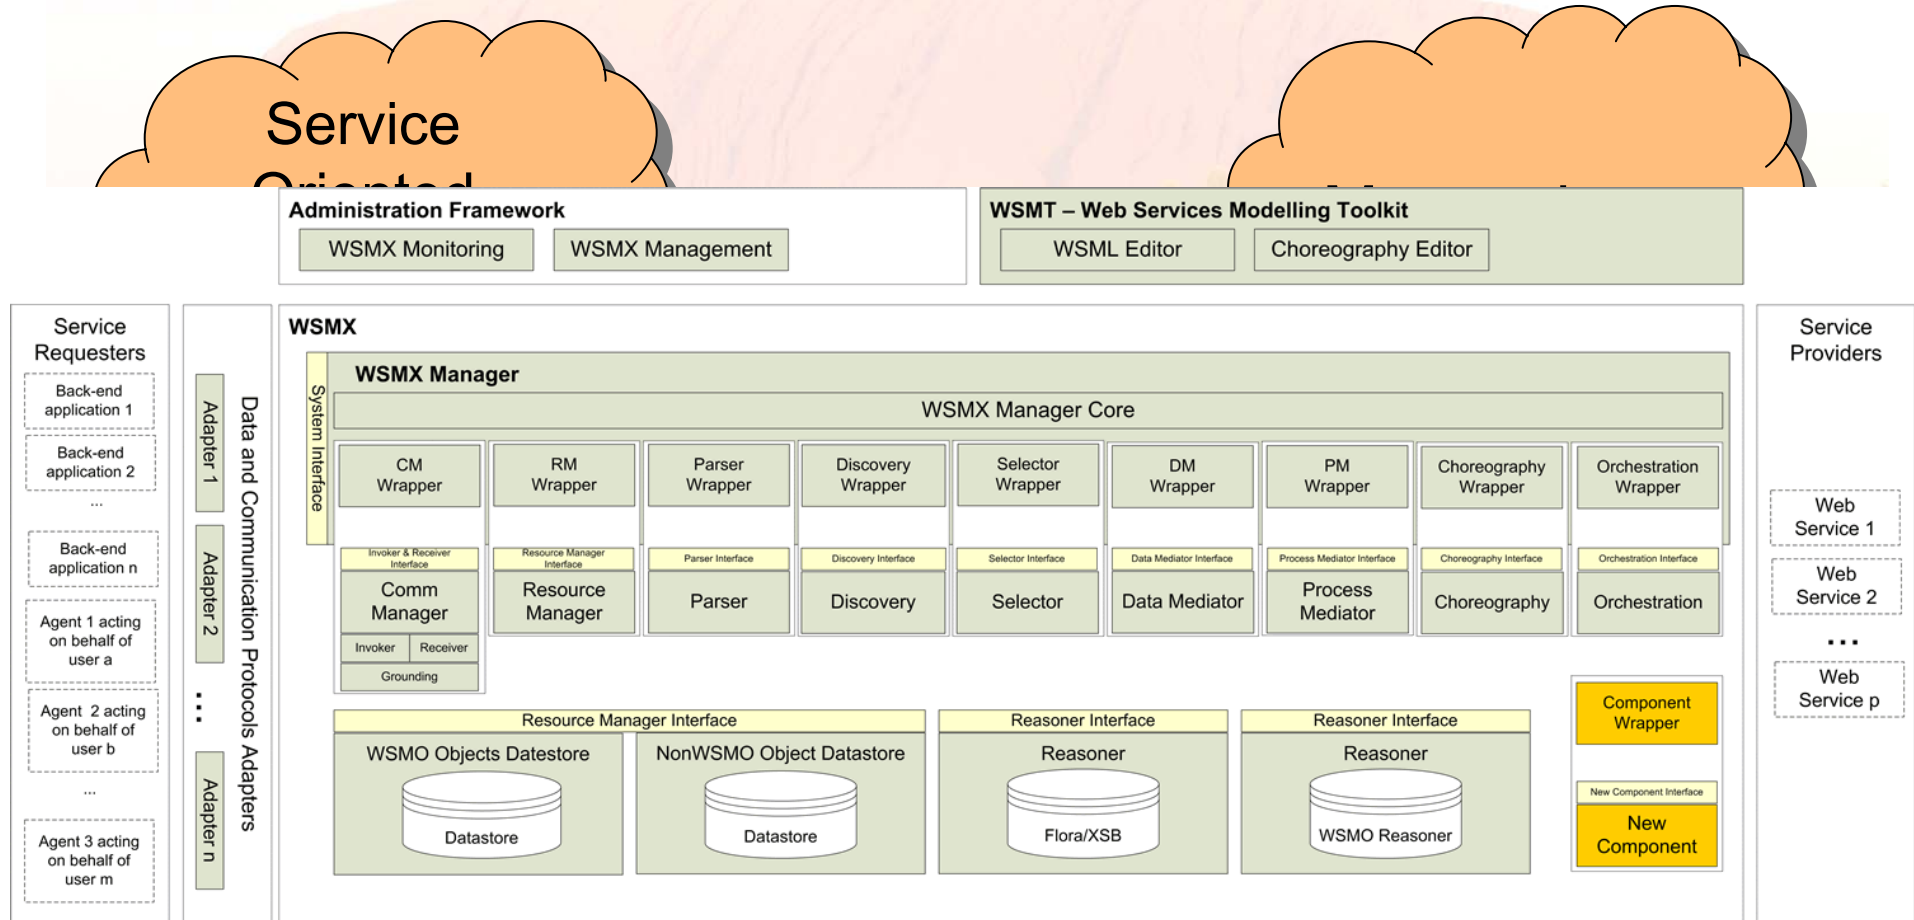 Service
Oriented
Administration Framework
WSMX Monitoring
WSMX Management
WSMT – Web Services Modelling Toolkit
WSML Editor
Choreography Editor
Service
Requesters
Back-end
application 1
Back-end
application 2
...
Back-end
application n
Agent 1 acting
on behalf of
user a
Agent 2 acting
on behalf of
user b
...
Agent 3 acting
on behalf of
user m
Adapter 1
Adapter 2
...
Adapter n
Data and Communication Protocols Adapters
WSMX
System Interface
WSMX Manager
WSMX Manager Core
CM
Wrapper
RM
Wrapper
Parser
Wrapper
Discovery
Wrapper
Selector
Wrapper
DM
Wrapper
PM
Wrapper
Choreography
Wrapper
Orchestration
Wrapper
Invoker & Receiver
Interface
Resource Manager
Interface
Parser Interface
Discovery Interface
Selector Interface
Data Mediator Interface
Process Mediator Interface
Choreography Interface
Orchestration Interface
Comm
Manager
Resource
Manager
Parser
Discovery
Selector
Data Mediator
Process
Mediator
Choreography
Orchestration
Invoker
Receiver
Grounding
Resource Manager Interface
WSMO Objects Datestore
Datastore
NonWSMO Object Datastore
Datastore
Reasoner Interface
Reasoner
Flora/XSB
Reasoner Interface
Reasoner
WSMO Reasoner
Component
Wrapper
New Component Interface
New
Component
Service
Providers
Web
Service 1
Web
Service 2
...
Web
Service p